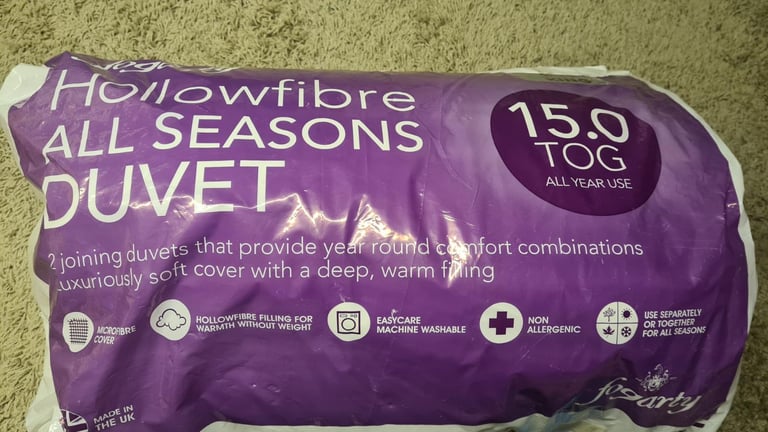 fogarty
Hollowfibre
ALL SEASONS
DUVET
15.0
TOG
ALL YEAR USE
2 joining duvets that provide year round comfort combinations
Luxuriously soft cover with a deep, warm filling
MICROFIBRE
COVER
HOLLOWFIBRE FILLING FOR
WARMTH WITHOUT WEIGHT
EASYCARE
MACHINE WASHABLE
NON
ALLERGENIC
USE SEPARATELY
OR TOGETHER
FOR ALL SEASONS
MADE IN
THE UK
fogarty